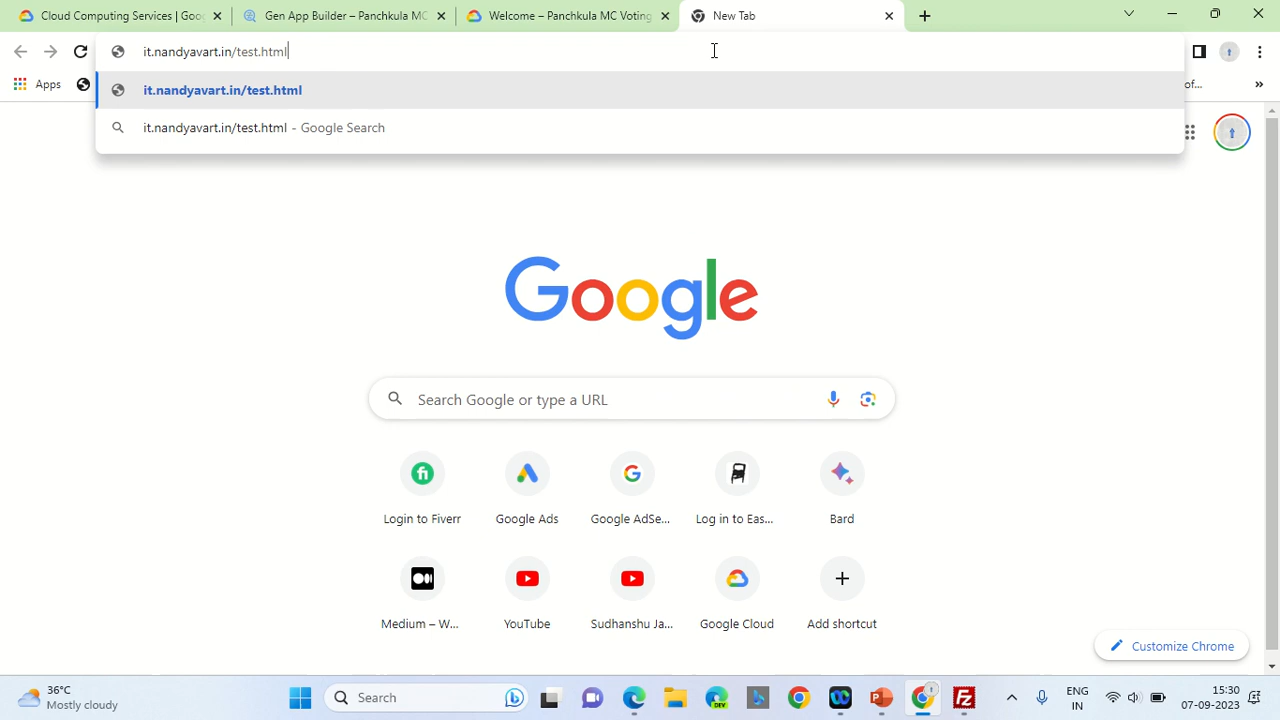 Cloud Computing Services | Goo
Gen App Builder – Panchkula MC
Welcome – Panchkula MC Voting
New Tab
it.nandyavart.in/test.html
Apps
of...
it.nandyavart.in/test.html
it.nandyavart.in/test.html - Google Search
Google
Search Google or type a URL
Login to Fiverr
Google Ads
Google AdSe...
Log in to Eas...
Bard
Medium – W...
YouTube
Sudhanshu Ja...
Google Cloud
Add shortcut
Customize Chrome
36°C
Mostly cloudy
Search
DEV
ENG
IN
15:30
07-09-2023